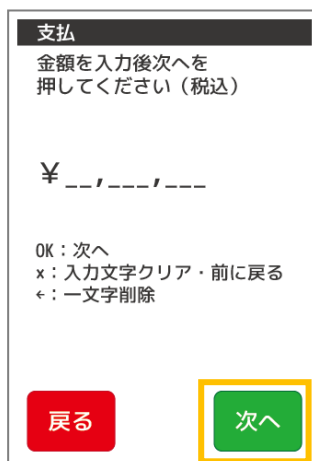 支払
金額を入力後次へを
押してください（税込）
￥__,___,___
OK：次へ
x：入力文字クリア・前に戻る
←：一文字削除
戻る
次へ